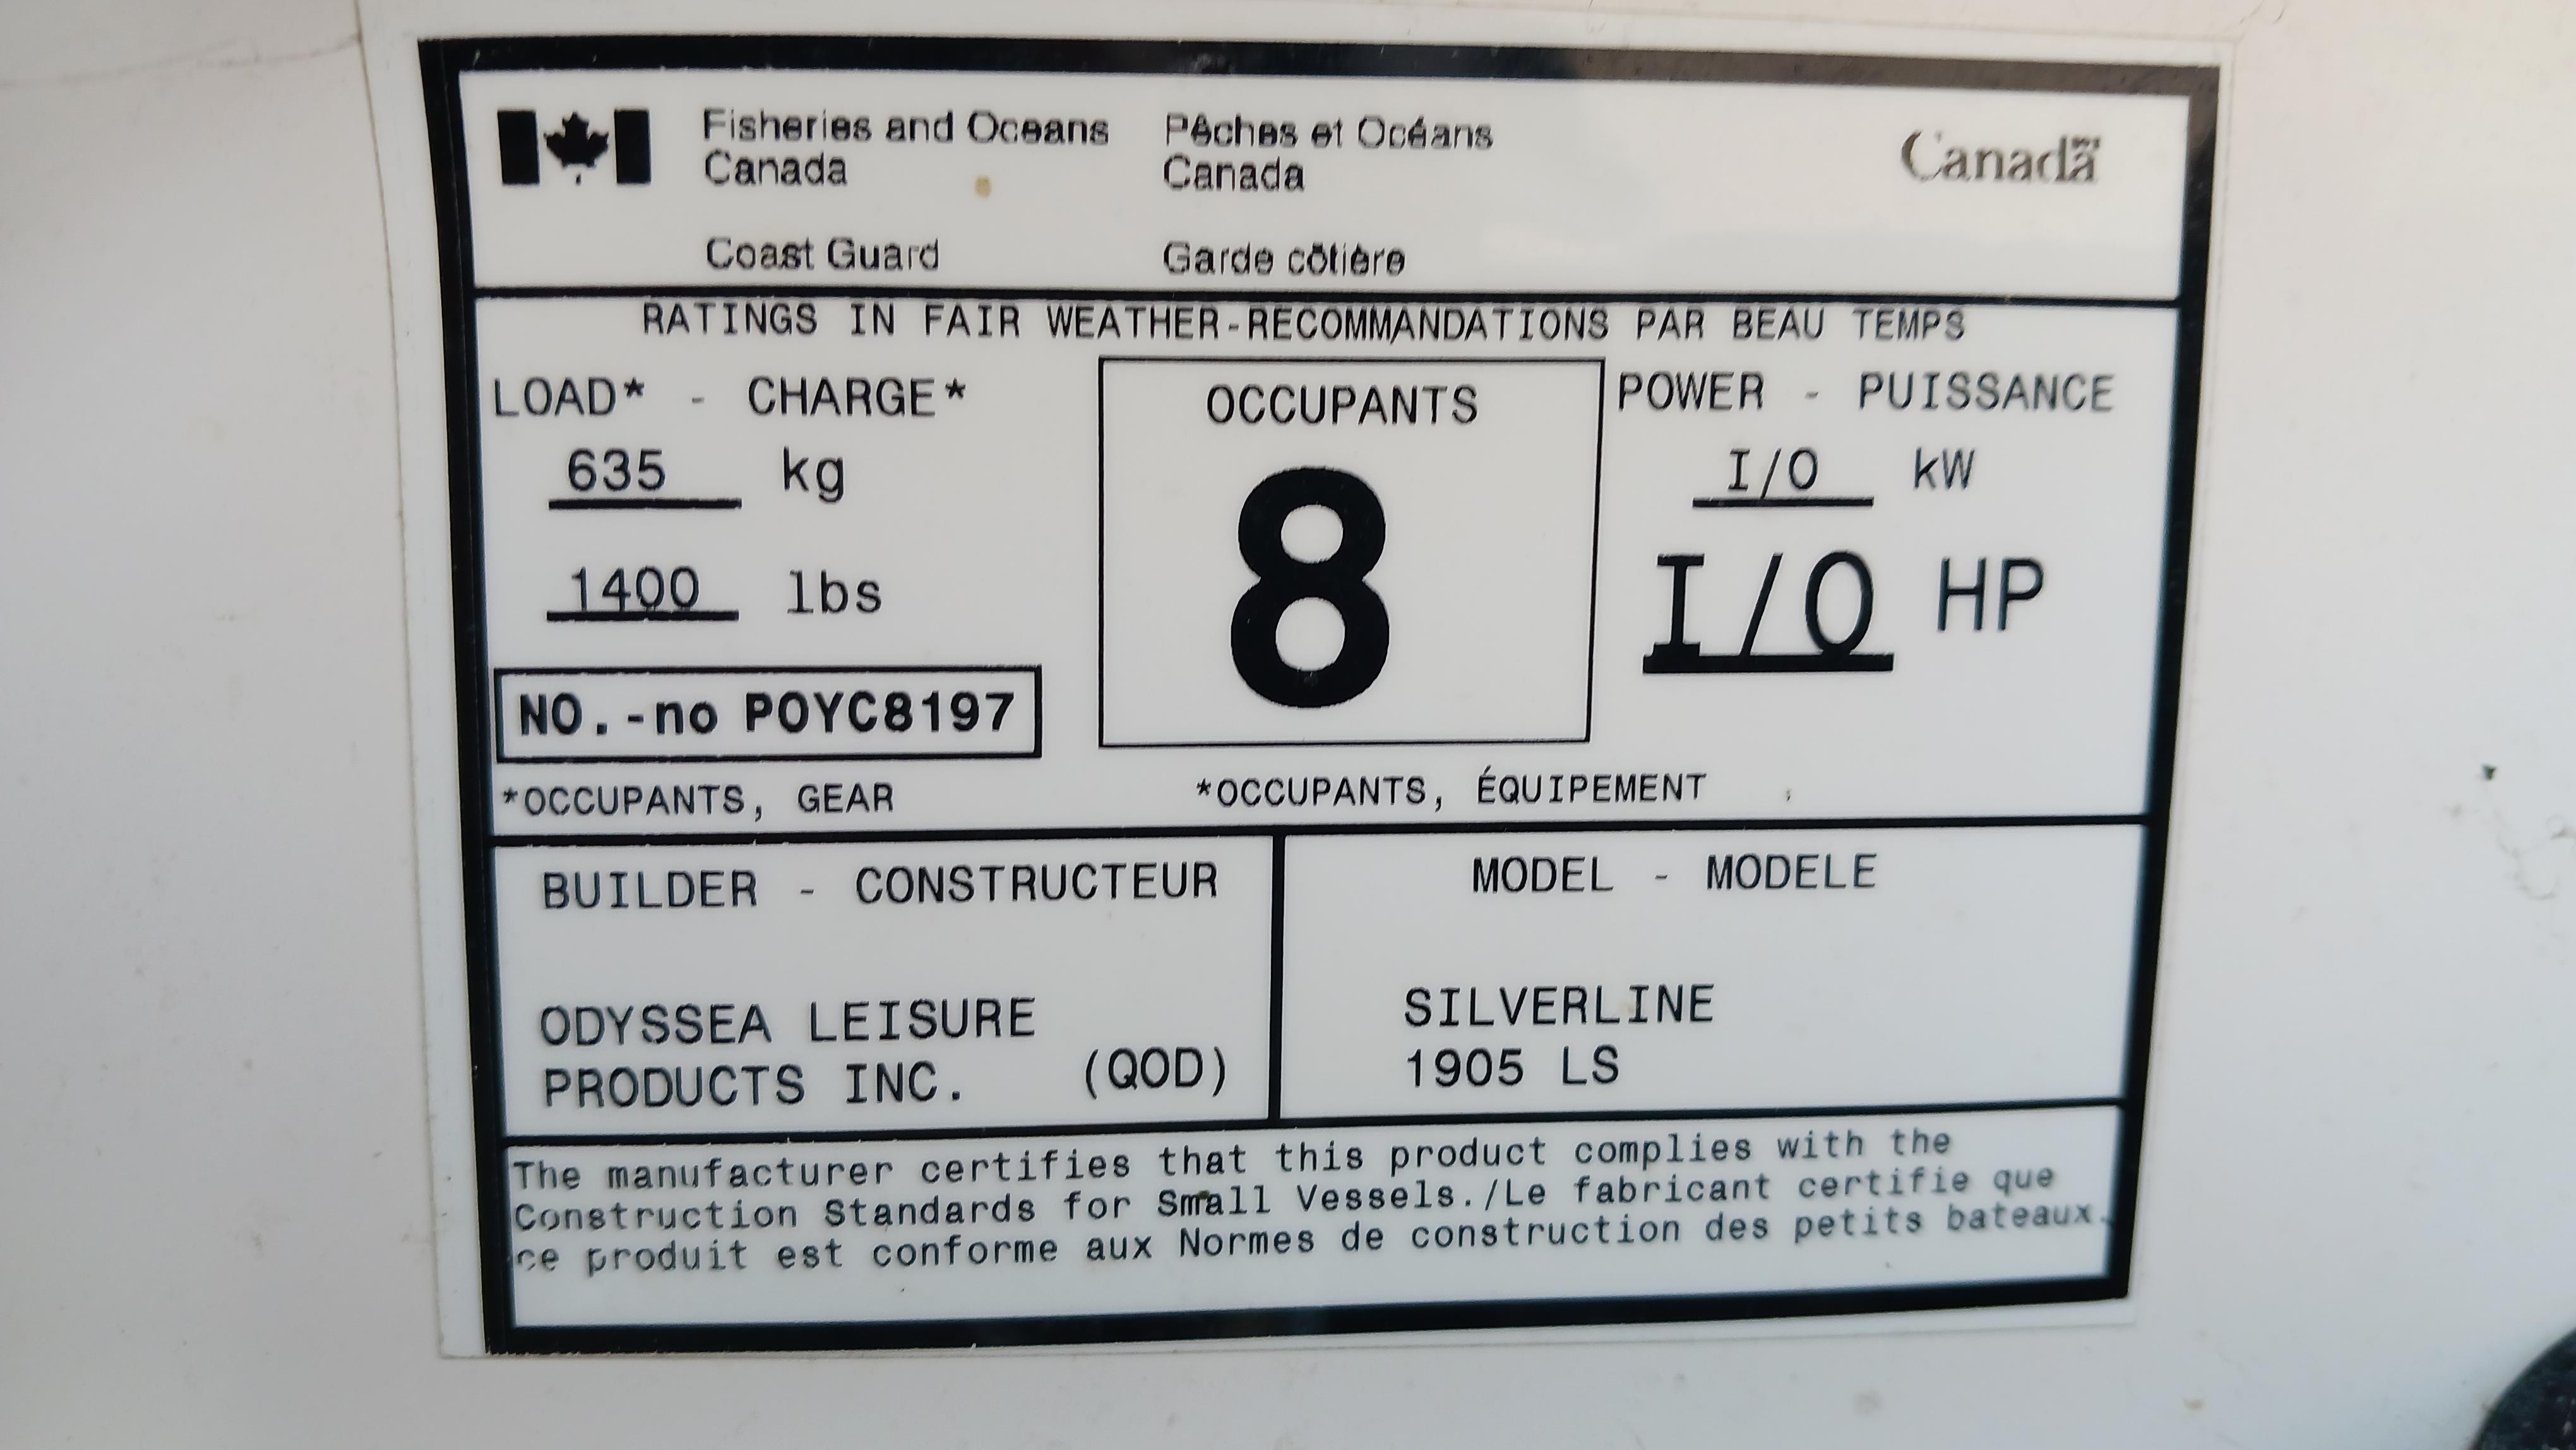 Fisheries and Oceans Pêches et Océans
Canada Canada
Canada
Coast Guard Garde côtière
RATINGS IN FAIR WEATHER-RECOMMANDATIONS PAR BEAU TEMPS
LOAD* - CHARGE*
635 kg
1400 lbs
NO.-no POYC8197
OCCUPANTS
8
POWER - PUISSANCE
I/O kW
I/O HP
*OCCUPANTS, GEAR *OCCUPANTS, ÉQUIPEMENT
BUILDER - CONSTRUCTEUR
ODYSSEA LEISURE
PRODUCTS INC. (QOD)
MODEL - MODELE
SILVERLINE
1905 LS
The manufacturer certifies that this product complies with the
Construction Standards for Small Vessels./Le fabricant certifie que
ce produit est conforme aux Normes de construction des petits bateaux.